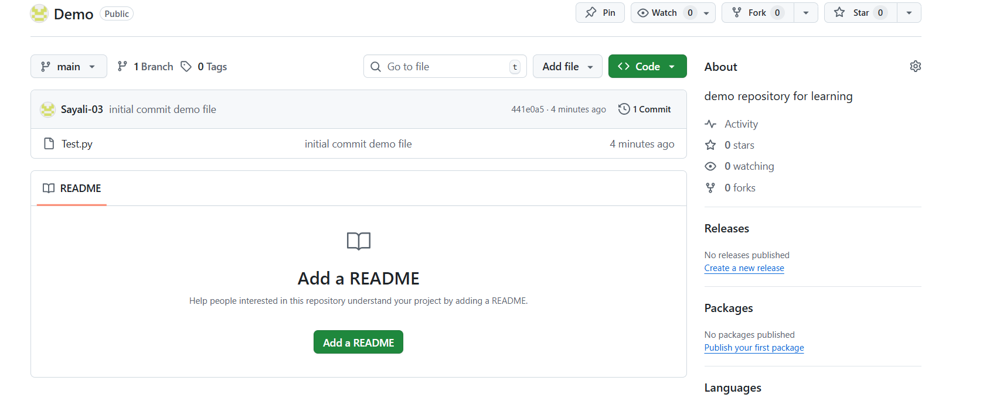 Demo Public Pin Watch 0 Fork 0 Star 0
main 1 Branch 0 Tags Go to file t Add file Code
Sayali-03 initial commit demo file 441e0a5 · 4 minutes ago 1 Commit
Test.py initial commit demo file 4 minutes ago
README
Add a README
Help people interested in this repository understand your project by adding a README.
Add a README
About
demo repository for learning
Activity
0 stars
0 watching
0 forks
Releases
No releases published
Create a new release
Packages
No packages published
Publish your first package
Languages